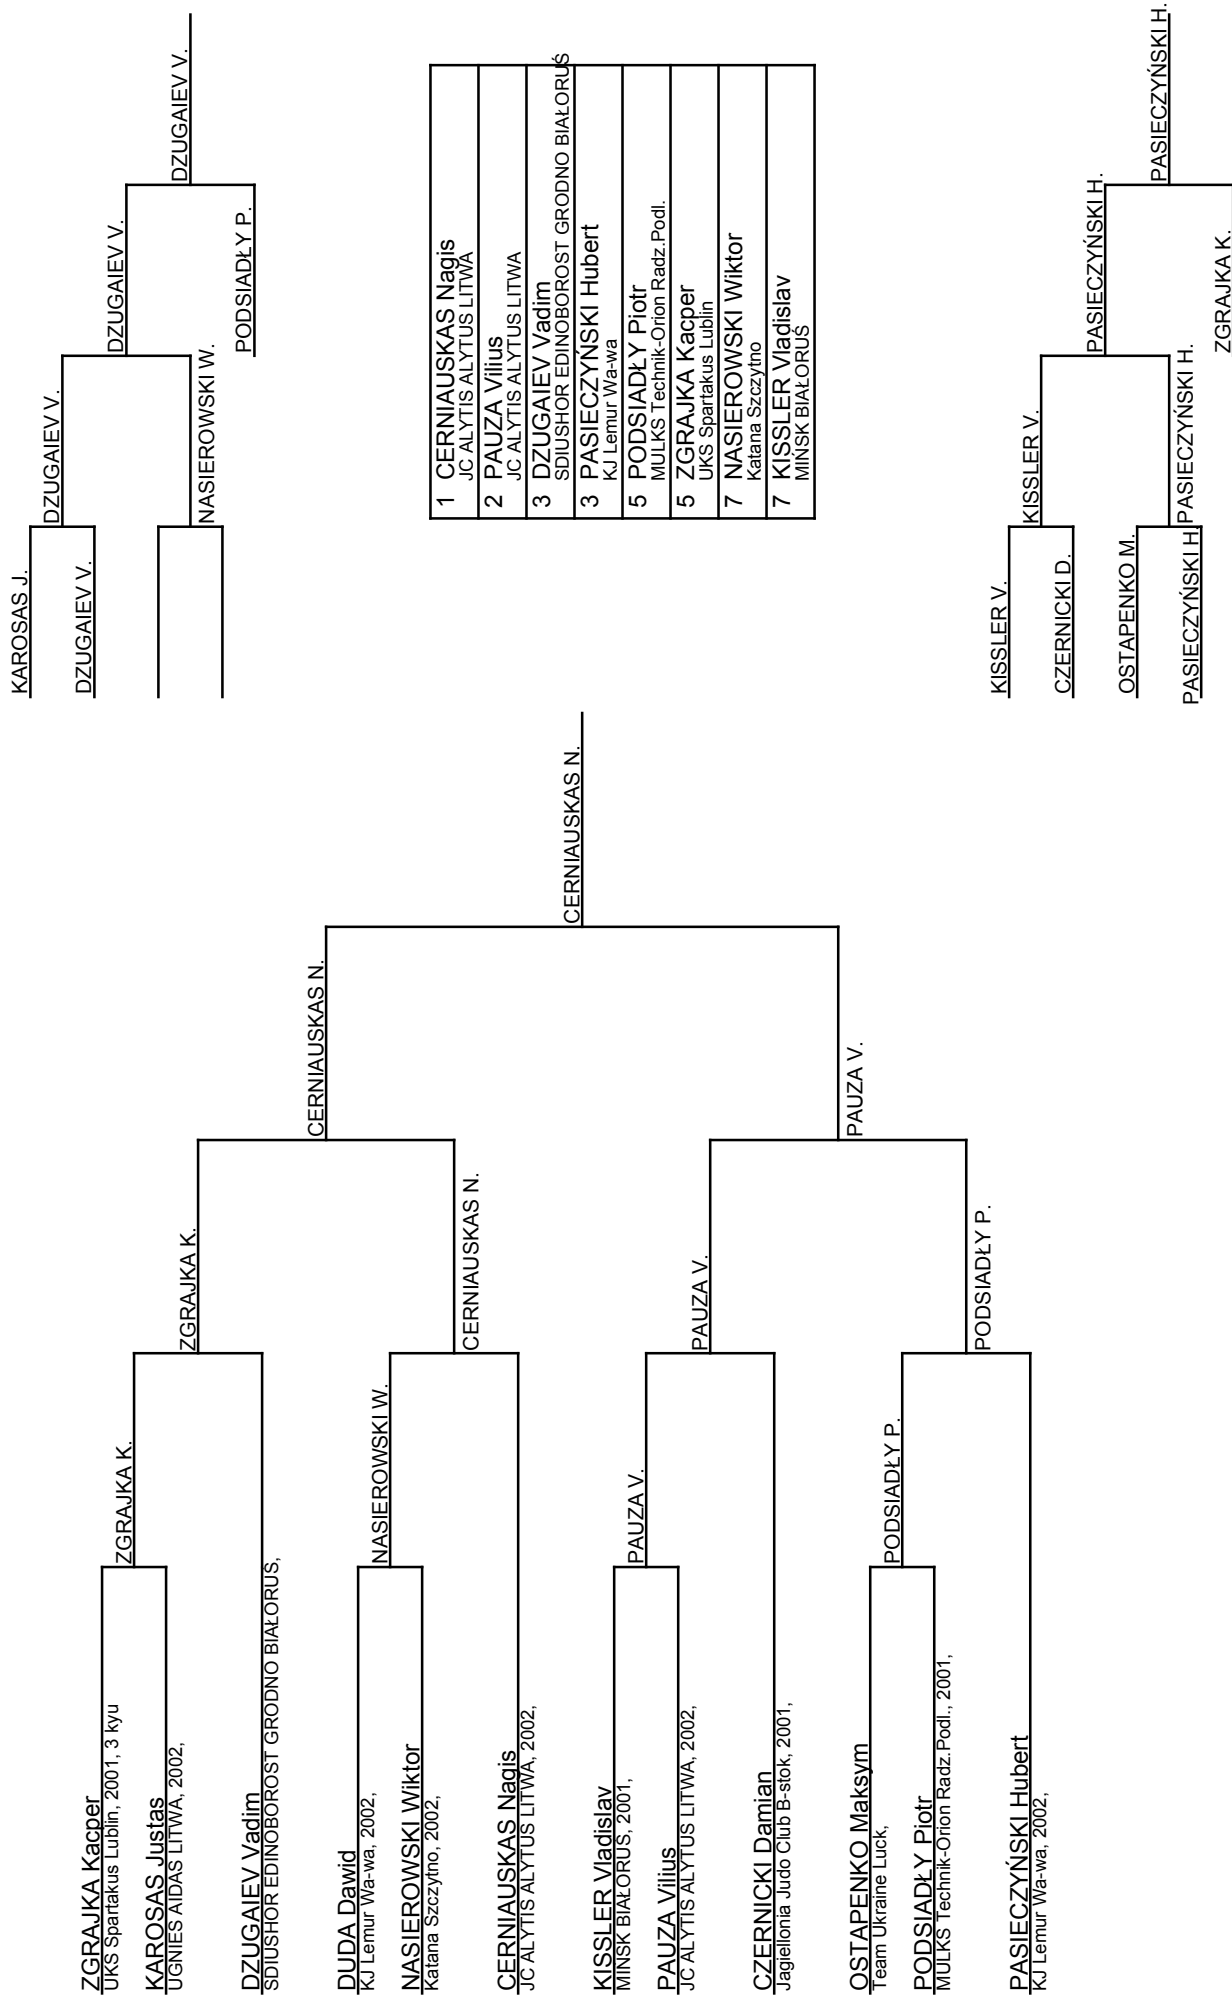 ZGRAJKA Kacper
UKS Spartakus Lublin, 2001, 3 kyu
KAROSAS Justas
UGNIES AIDAS LITWA, 2002,
DZUGAIEV Vadim
SDIUSHOR EDINOBOROST GRODNO BIAŁORUŚ,
DUDA Dawid
KJ Lemur Wa-wa, 2002,
NASIEROWSKI Wiktor
Katana Szczytno, 2002,
CERNIAUSKAS Nagis
JC ALYTIS ALYTUS LITWA, 2002,
KISSLER Vladislav
MIŃSK BIAŁORUŚ, 2001,
PAUZA Vilius
JC ALYTIS ALYTUS LITWA, 2002,
CZERNICKI Damian
Jagiellonia Judo Club B-stok, 2001,
OSTAPENKO Maksym
Team Ukraine Luck,
PODSIADŁY Piotr
MULKS Technik-Orion Radz.Podl., 2001,
PASIECZYŃSKI Hubert
KJ Lemur Wa-wa, 2002,
ZGRAJKA K.
NASIEROWSKI W.
PAUZA V.
PODSIADŁY P.
ZGRAJKA K.
CERNIAUSKAS N.
PAUZA V.
PODSIADŁY P.
CERNIAUSKAS N.
PAUZA V.
CERNIAUSKAS N.
KAROSAS J.
DZUGAIEV V.
DZUGAIEV V.
NASIEROWSKI W.
DZUGAIEV V.
PODSIADŁY P.
DZUGAIEV V.
1 CERNIAUSKAS Nagis
JC ALYTIS ALYTUS LITWA
2 PAUZA Vilius
JC ALYTIS ALYTUS LITWA
3 DZUGAIEV Vadim
SDIUSHOR EDINOBOROST GRODNO BIAŁORUŚ
3 PASIECZYŃSKI Hubert
KJ Lemur Wa-wa
5 PODSIADŁY Piotr
MULKS Technik-Orion Radz.Podl.
5 ZGRAJKA Kacper
UKS Spartakus Lublin
7 NASIEROWSKI Wiktor
Katana Szczytno
7 KISSLER Vladislav
MIŃSK BIAŁORUŚ
KISSLER V.
CZERNICKI D.
OSTAPENKO M.
PASIECZYŃSKI H.
KISSLER V.
PASIECZYŃSKI H.
PASIECZYŃSKI H.
ZGRAJKA K.
PASIECZYŃSKI H.